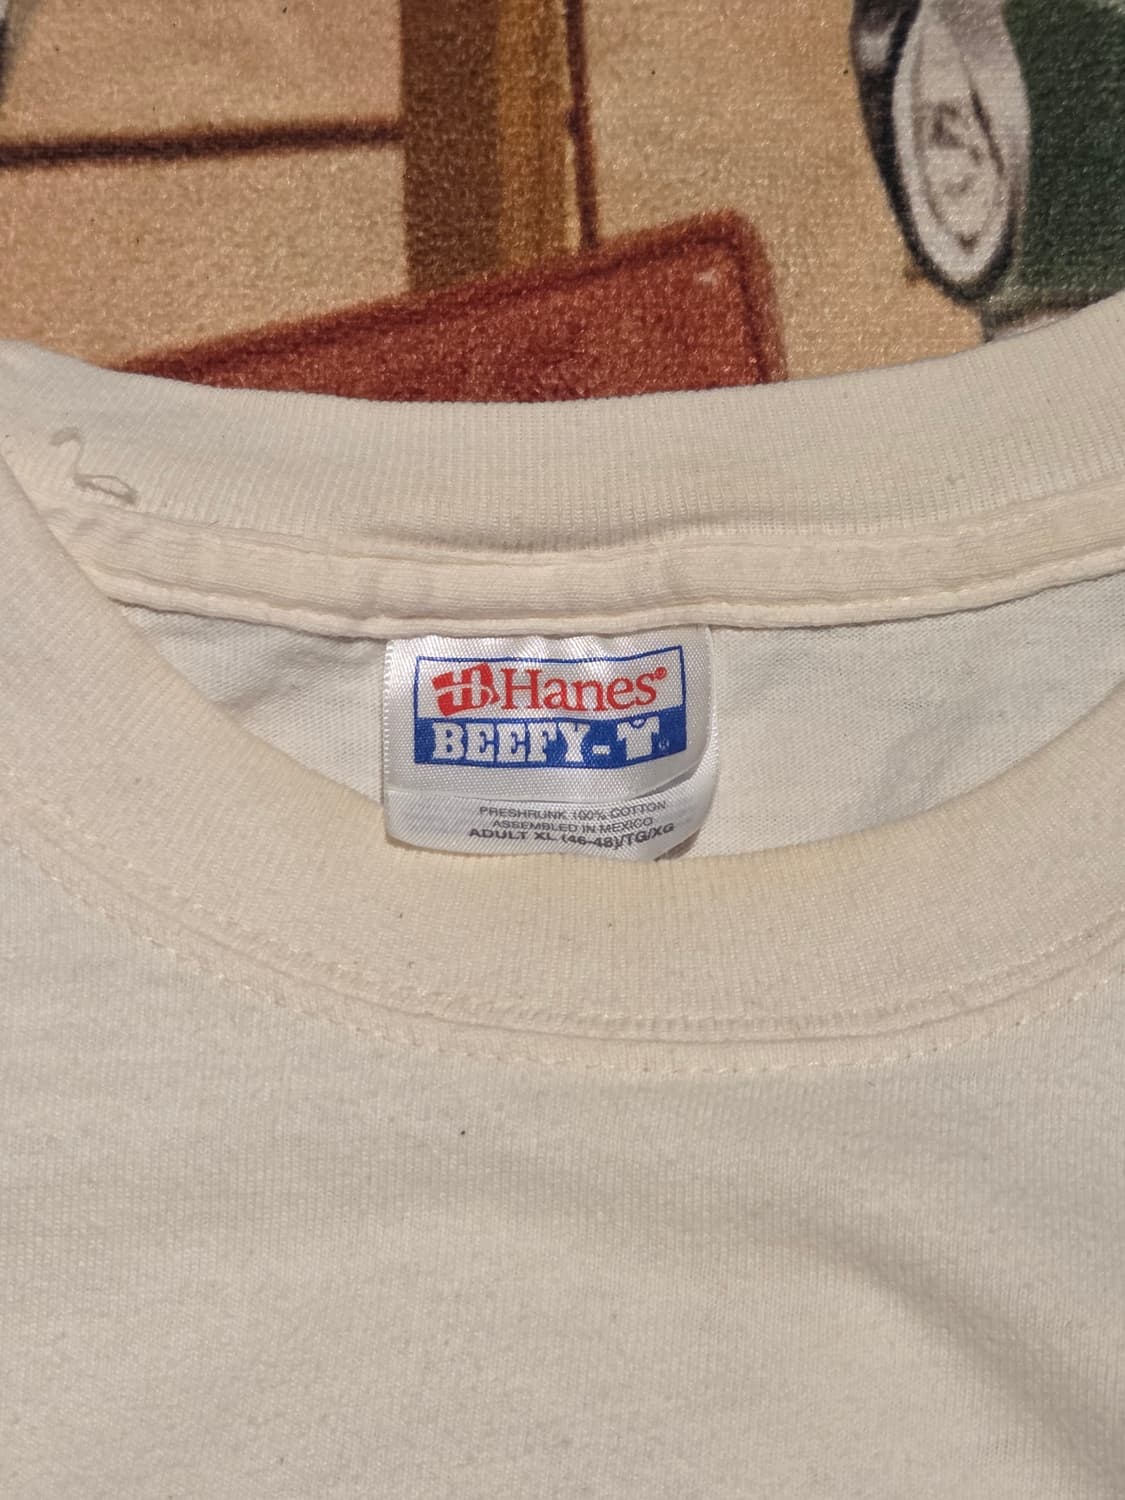 Hanes®
BEEFY-T
PRESHRUNK 100% COTTON
ASSEMBLED IN MEXICO
ADULT XL (46-48)/TG/XG